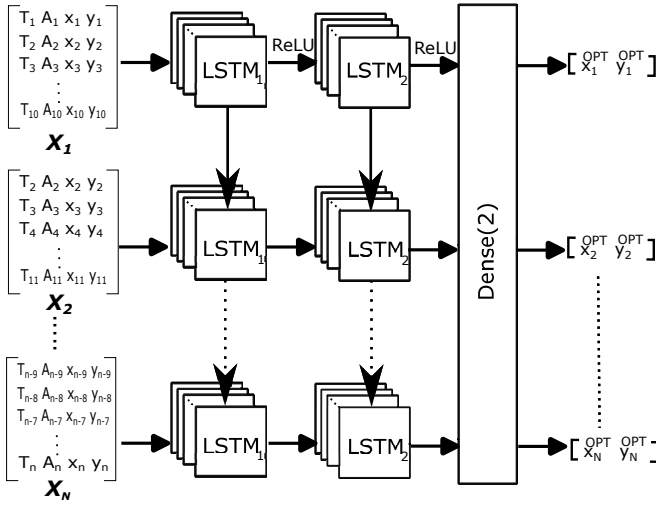 T1 A1 x1 y1
T2 A2 x2 y2
T3 A3 x3 y3
⋮
T10 A10 x10 y10
X1
LSTM1
ReLU
LSTM2
ReLU
[ x1OPT y1OPT ]
T2 A2 x2 y2
T3 A3 x3 y3
T4 A4 x4 y4
⋮
T11 A11 x11 y11
X2
LSTM10
LSTM2
Dense(2)
[ x2OPT y2OPT ]
Tn-9 An-9 xn-9 yn-9
Tn-8 An-8 xn-8 yn-8
Tn-7 An-7 xn-7 yn-7
⋮
Tn An xn yn
XN
LSTM10
LSTM2
[ xNOPT yNOPT ]